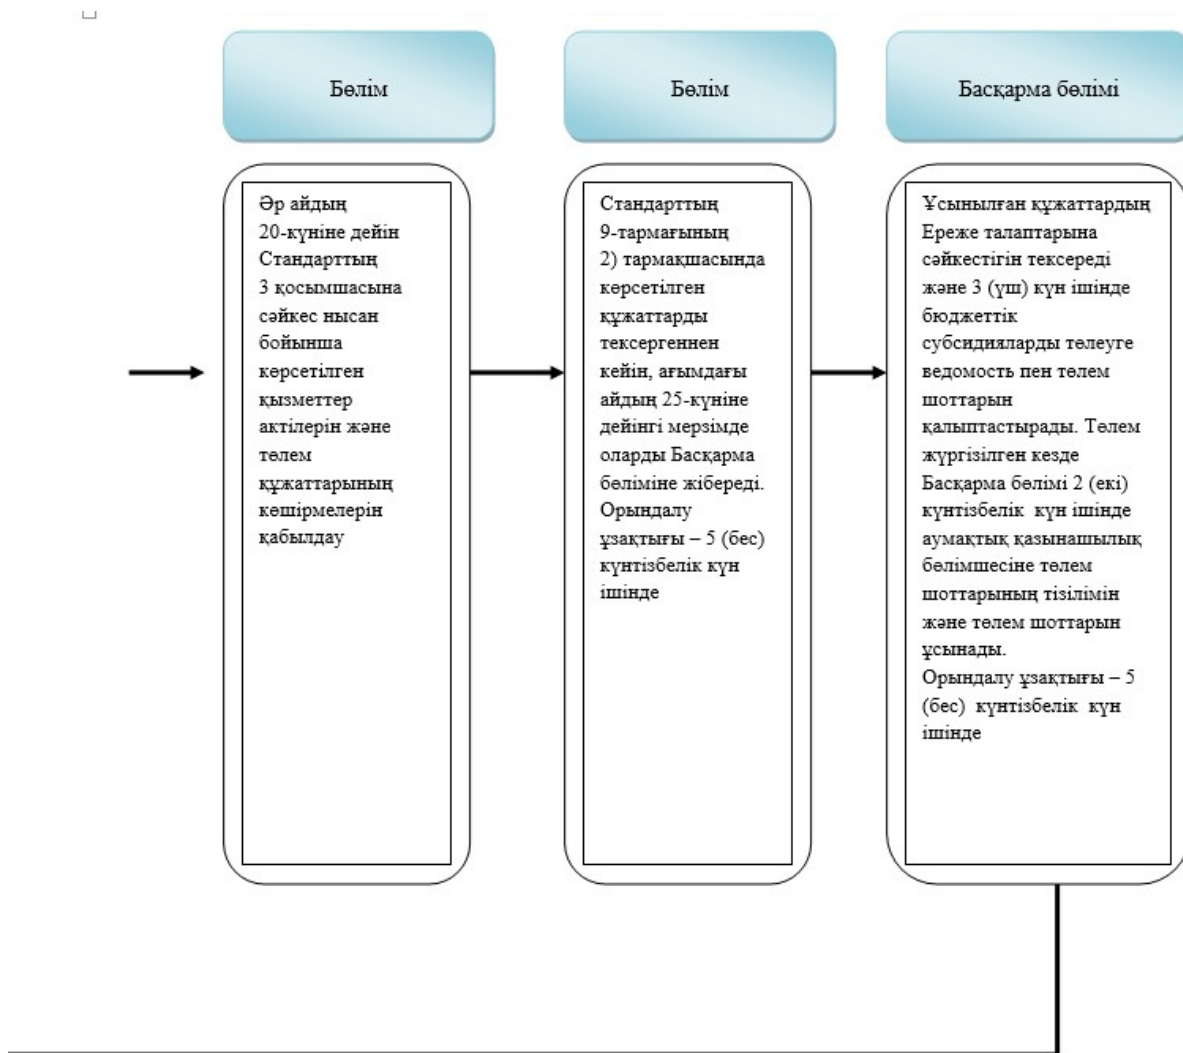 Бөлім
Бөлім
Басқарма бөлімі
Әр айдың
20-күніне дейін
Стандарттың
3 қосымшасына
сәйкес нысан
бойынша
көрсетілген
қызметтер
актілерін және
төлем
құжаттарының
көшірмелерін
қабылдау
Стандарттың
9-тармағының
2) тармақшасында
көрсетілген
құжаттарды
тексергеннен
кейін, ағымдағы
айдың 25-күніне
дейінгі мерзімде
оларды Басқарма
бөліміне жібереді.
Орындалу
ұзақтығы – 5 (бес)
күнтізбелік күн
ішінде
Ұсынылған құжаттардың
Ереже талаптарына
сәйкестігін тексереді
және 3 (үш) күн ішінде
бюджеттік
субсидияларды төлеуге
ведомость пен төлем
шоттарын
қалыптастырады. Төлем
жүргізілген кезде
Басқарма бөлімі 2 (екі)
күнтізбелік күн ішінде
аумақтық қазынашылық
бөлімшесіне төлем
шоттарының тізілімін
және төлем шоттарын
ұсынады.
Орындалу ұзақтығы – 5
(бес) күнтізбелік күн
ішінде